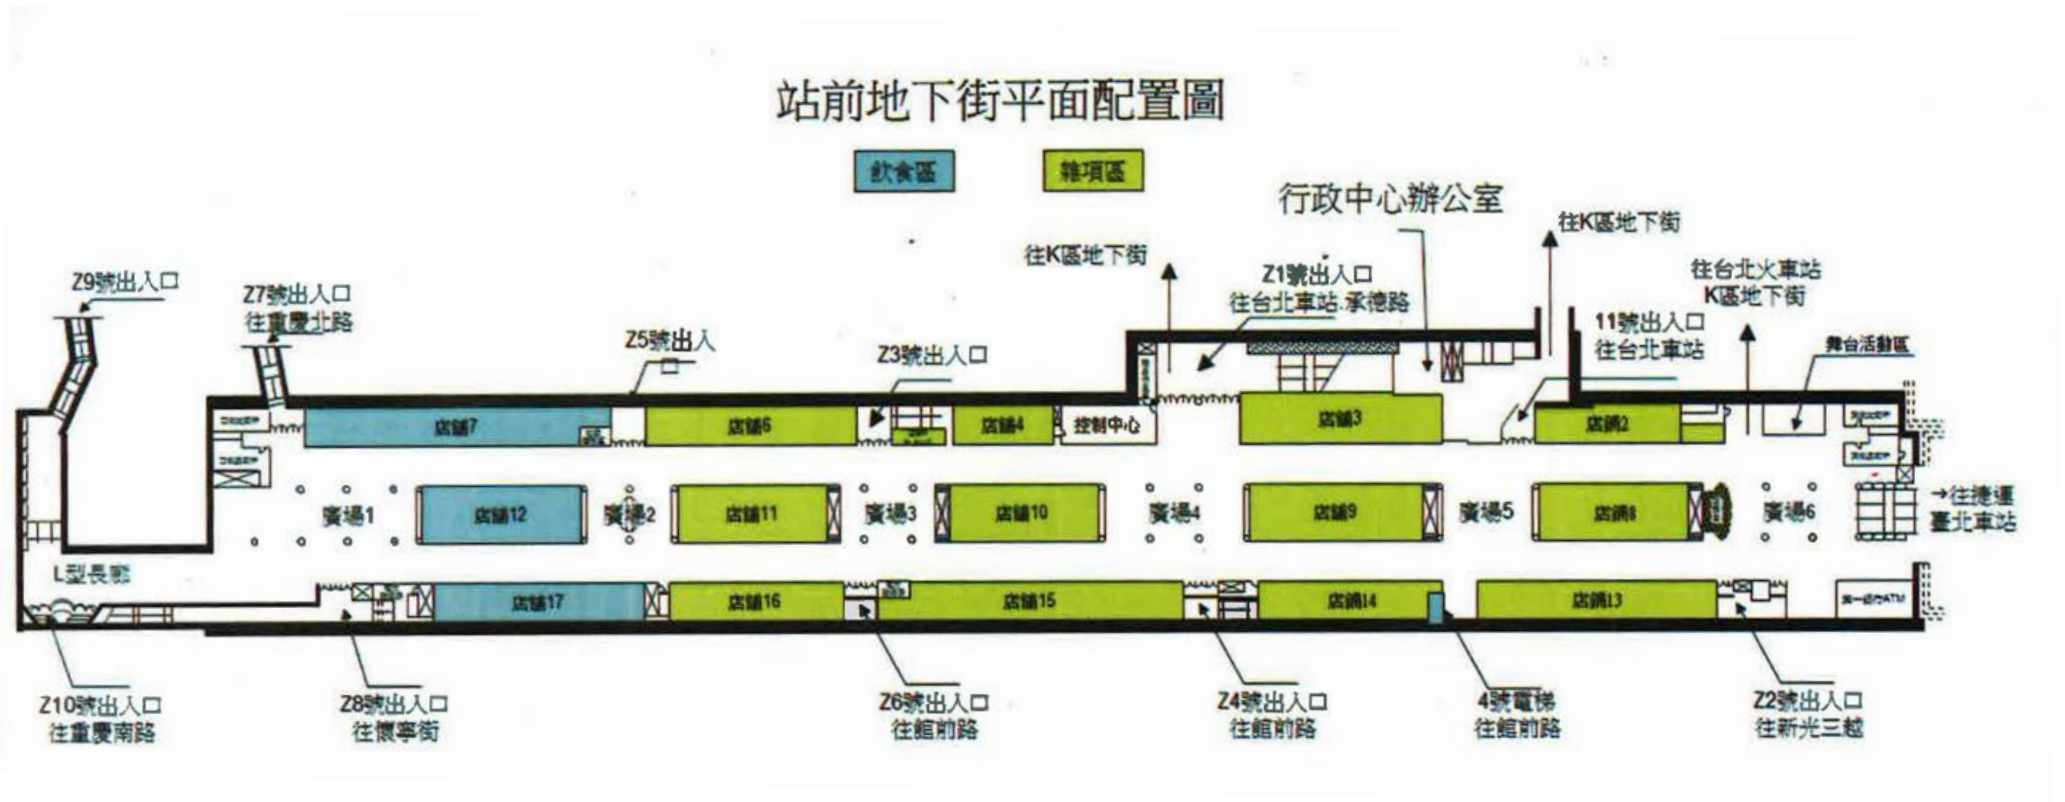 站前地下街平面配置圖
飲食區
雜項區
行政中心辦公室
往K區地下街
往K區地下街
Z1號出入口
往台北車站.承德路
往台北火車站
K區地下街
11號出入口
往台北車站
舞台活動區
Z9號出入口
Z7號出入口
往重慶北路
Z5號出入
口
Z3號出入口
店舖7
店舖6
店舖4
控制中心
店舖3
店舖2
廣場1
店舖12
廣場2
店舖11
廣場3
店舖10
廣場4
店舖9
廣場5
店舖8
廣場6
→往捷運
臺北車站
L型長廊
店舖17
店舖16
店舖15
店舖14
店舖13
第一銀行ATM
Z10號出入口
往重慶南路
Z8號出入口
往懷寧街
Z6號出入口
往館前路
Z4號出入口
往館前路
4號電梯
往館前路
Z2號出入口
往新光三越